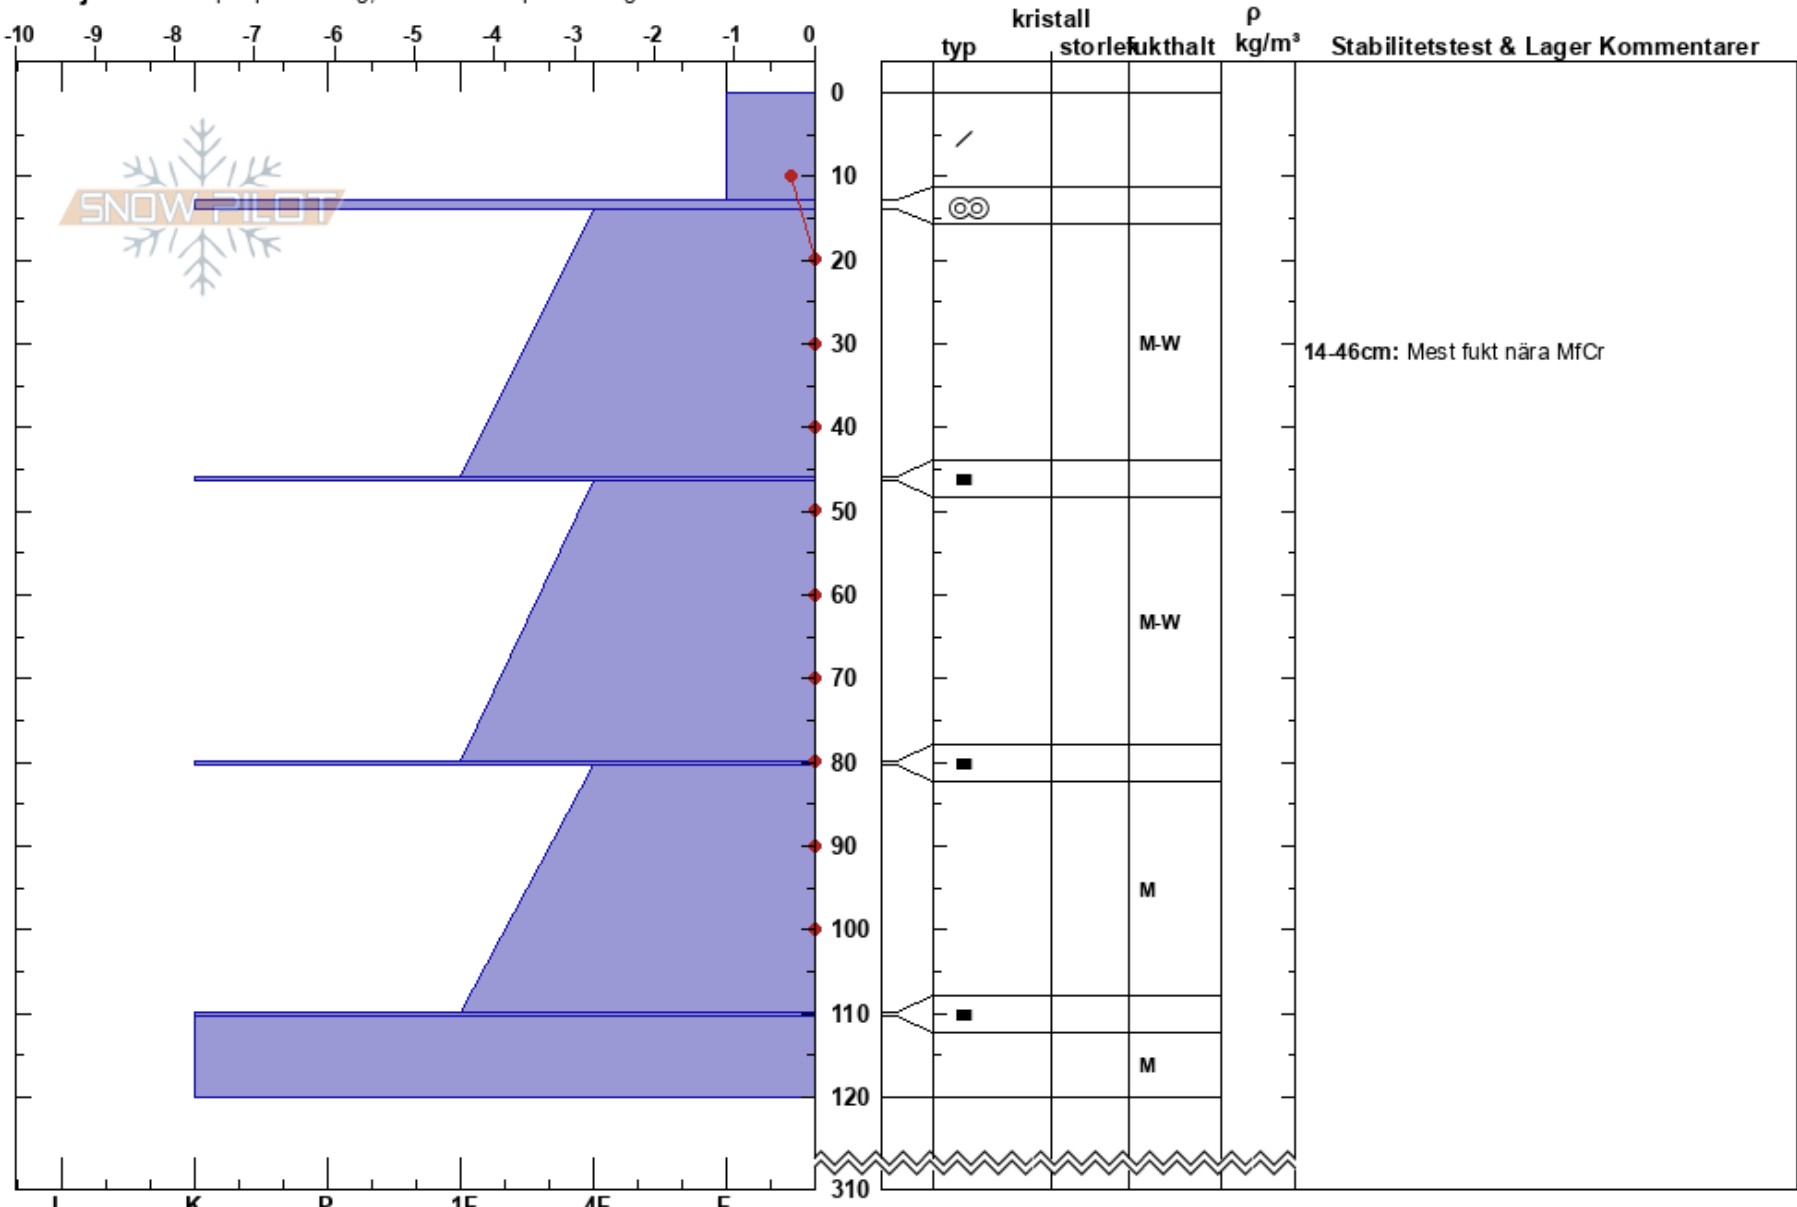 kristall ρ
-10 -9 -8 -7 -6 -5 -4 -3 -2 -1 0
typ storlek fukthalt kg/m³ Stabilitetstest & Lager Kommentarer
0
10
SNOW PILOT
20
30 M-W
14-46cm: Mest fukt nära MfCr
40
50
60
M-W
70
80
90
M
100
110
M
120
310
I K P 1F 4F F